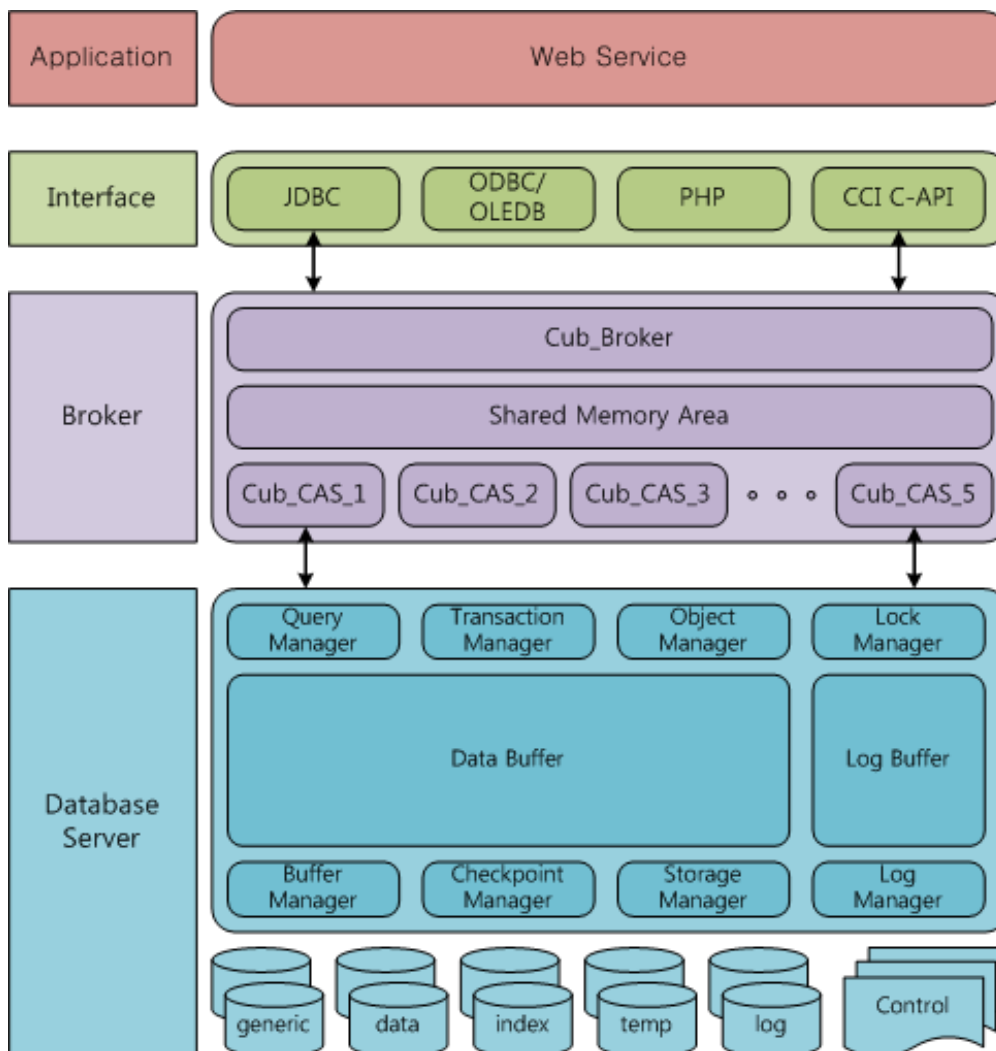 Application
Web Service
Interface
JDBC
ODBC/
OLEDB
PHP
CCI C-API
Broker
Cub_Broker
Shared Memory Area
Cub_CAS_1
Cub_CAS_2
Cub_CAS_3
Cub_CAS_5
Database
Server
Query
Manager
Transaction
Manager
Object
Manager
Lock
Manager
Data Buffer
Log Buffer
Buffer
Manager
Checkpoint
Manager
Storage
Manager
Log
Manager
generic
data
index
temp
log
Control